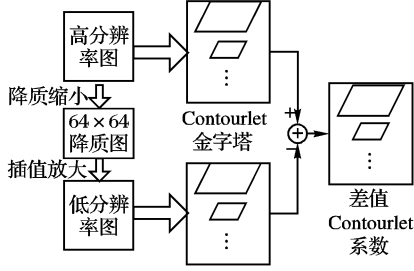 高分辨
率图
降质缩小
64×64
降质图
插值放大
低分辨
率图
Contourlet
金字塔
+
−
差值
Contourlet
系数